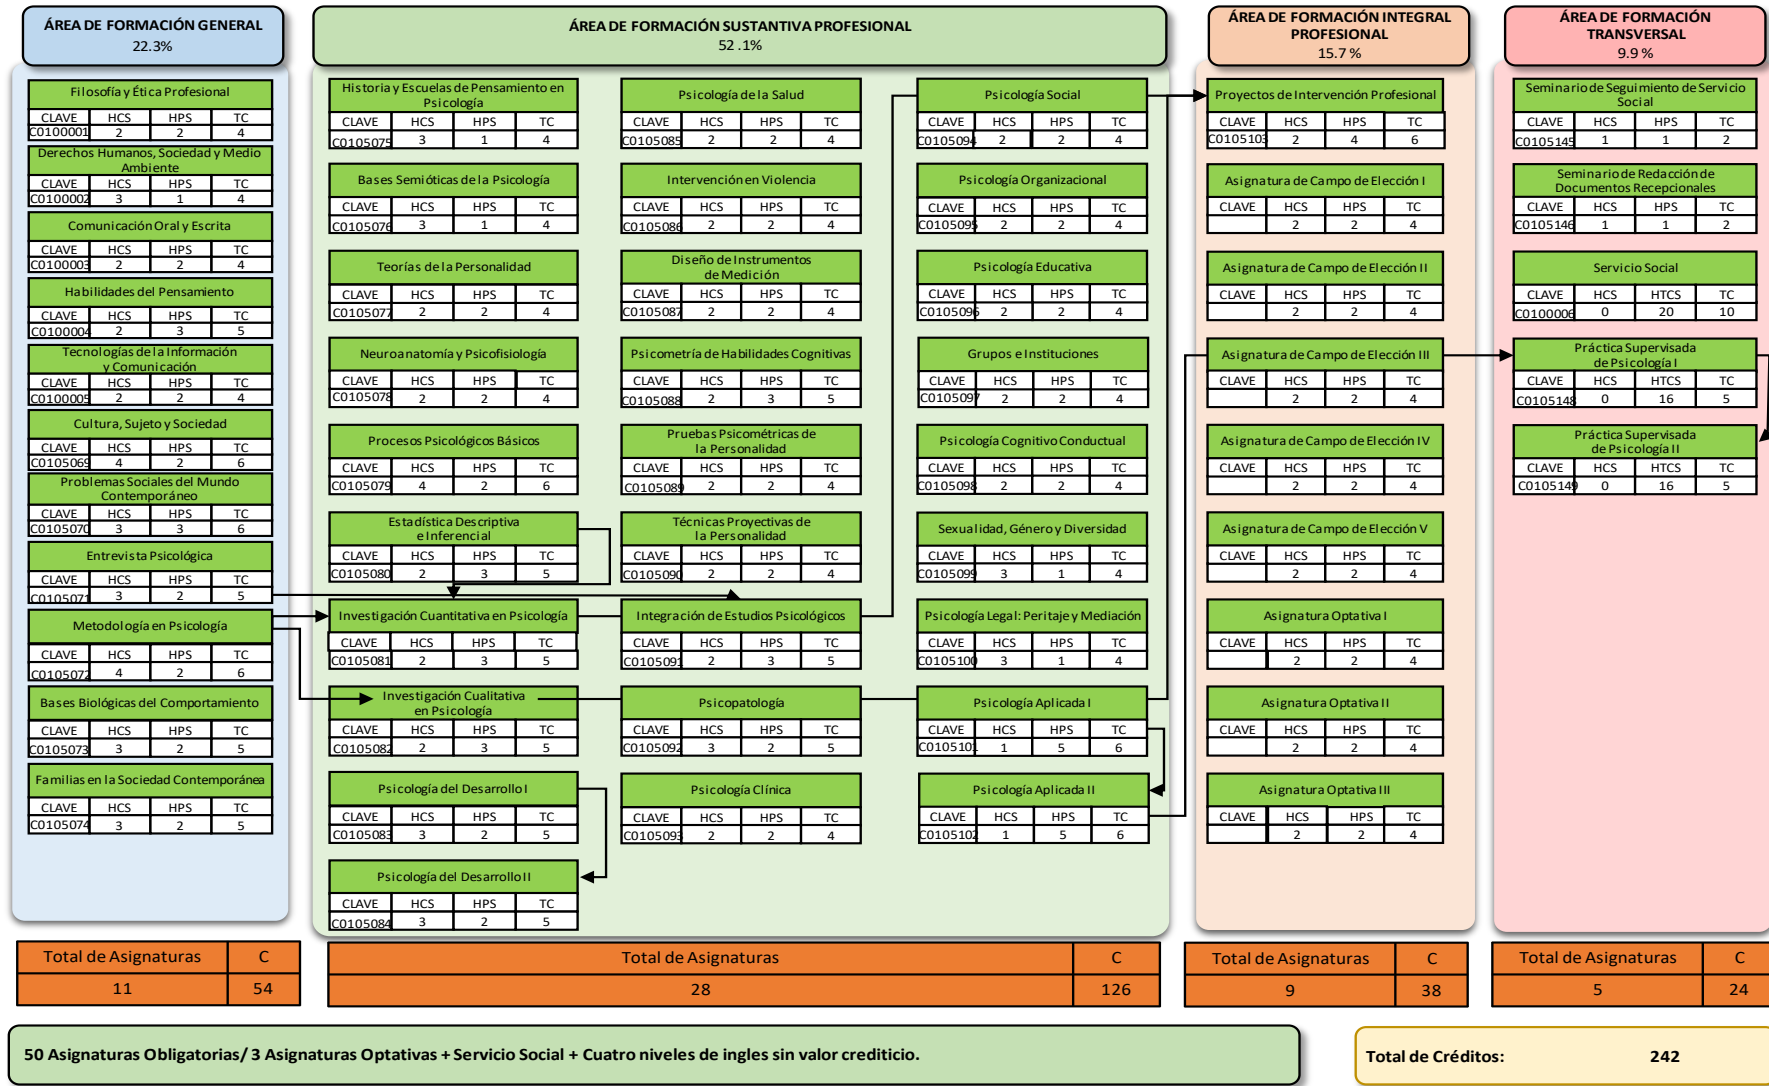 ÁREA DE FORMACIÓN GENERAL
22.3%
Filosofía y Ética Profesional
CLAVE HCS HPS TC
C0100001 2 2 4
Derechos Humanos, Sociedad y Medio
Ambiente
CLAVE HCS HPS TC
C0100002 3 1 4
Comunicación Oral y Escrita
CLAVE HCS HPS TC
C0100003 2 2 4
Habilidades del Pensamiento
CLAVE HCS HPS TC
C0100004 2 3 5
Tecnologías de la Información
y Comunicación
CLAVE HCS HPS TC
C0100005 2 2 4
Cultura, Sujeto y Sociedad
CLAVE HCS HPS TC
C0105069 4 2 6
Problemas Sociales del Mundo
Contemporáneo
CLAVE HCS HPS TC
C0105070 3 3 6
Entrevista Psicológica
CLAVE HCS HPS TC
C0105071 3 2 5
Metodología en Psicología
CLAVE HCS HPS TC
C0105072 4 2 6
Bases Biológicas del Comportamiento
CLAVE HCS HPS TC
C0105073 3 2 5
Familias en la Sociedad Contemporánea
CLAVE HCS HPS TC
C0105074 3 2 5
Total de Asignaturas C
11 54
ÁREA DE FORMACIÓN SUSTANTIVA PROFESIONAL
52 .1%
Historia y Escuelas de Pensamiento en
Psicología
CLAVE HCS HPS TC
C0105075 3 1 4
Bases Semióticas de la Psicología
CLAVE HCS HPS TC
C0105076 3 1 4
Teorías de la Personalidad
CLAVE HCS HPS TC
C0105077 2 2 4
Neuroanatomía y Psicofisiología
CLAVE HCS HPS TC
C0105078 2 2 4
Procesos Psicológicos Básicos
CLAVE HCS HPS TC
C0105079 4 2 6
Estadística Descriptiva
e Inferencial
CLAVE HCS HPS TC
C0105080 2 3 5
Investigación Cuantitativa en Psicología
CLAVE HCS HPS TC
C0105081 2 3 5
Investigación Cualitativa
en Psicología
CLAVE HCS HPS TC
C0105082 2 3 5
Psicología del Desarrollo I
CLAVE HCS HPS TC
C0105083 3 2 5
Psicología del Desarrollo II
CLAVE HCS HPS TC
C0105084 3 2 5
Psicología de la Salud
CLAVE HCS HPS TC
C0105085 2 2 4
Intervención en Violencia
CLAVE HCS HPS TC
C0105086 2 2 4
Diseño de Instrumentos
de Medición
CLAVE HCS HPS TC
C0105087 2 2 4
Psicometría de Habilidades Cognitivas
CLAVE HCS HPS TC
C0105088 2 3 5
Pruebas Psicométricas de
la Personalidad
CLAVE HCS HPS TC
C0105089 2 2 4
Técnicas Proyectivas de
la Personalidad
CLAVE HCS HPS TC
C0105090 2 2 4
Integración de Estudios Psicológicos
CLAVE HCS HPS TC
C0105091 2 3 5
Psicopatología
CLAVE HCS HPS TC
C0105092 3 2 5
Psicología Clínica
CLAVE HCS HPS TC
C0105093 2 2 4
Psicología Social
CLAVE HCS HPS TC
C0105094 2 2 4
Psicología Organizacional
CLAVE HCS HPS TC
C0105095 2 2 4
Psicología Educativa
CLAVE HCS HPS TC
C0105096 2 2 4
Grupos e Instituciones
CLAVE HCS HPS TC
C0105097 2 2 4
Psicología Cognitivo Conductual
CLAVE HCS HPS TC
C0105098 2 2 4
Sexualidad, Género y Diversidad
CLAVE HCS HPS TC
C0105099 3 1 4
Psicología Legal: Peritaje y Mediación
CLAVE HCS HPS TC
C0105100 3 1 4
Psicología Aplicada I
CLAVE HCS HPS TC
C0105101 1 5 6
Psicología Aplicada II
CLAVE HCS HPS TC
C0105102 1 5 6
Total de Asignaturas C
28 126
ÁREA DE FORMACIÓN INTEGRAL
PROFESIONAL
15.7 %
Proyectos de Intervención Profesional
CLAVE HCS HPS TC
C0105103 2 4 6
Asignatura de Campo de Elección I
CLAVE HCS HPS TC
2 2 4
Asignatura de Campo de Elección II
CLAVE HCS HPS TC
2 2 4
Asignatura de Campo de Elección III
CLAVE HCS HPS TC
2 2 4
Asignatura de Campo de Elección IV
CLAVE HCS HPS TC
2 2 4
Asignatura de Campo de Elección V
CLAVE HCS HPS TC
2 2 4
Asignatura Optativa I
CLAVE HCS HPS TC
2 2 4
Asignatura Optativa II
CLAVE HCS HPS TC
2 2 4
Asignatura Optativa III
CLAVE HCS HPS TC
2 2 4
Total de Asignaturas C
9 38
ÁREA DE FORMACIÓN
TRANSVERSAL
9.9 %
Seminario de Seguimiento de Servicio
Social
CLAVE HCS HPS TC
C0105145 1 1 2
Seminario de Redacción de
Documentos Recepcionales
CLAVE HCS HPS TC
C0105146 1 1 2
Servicio Social
CLAVE HCS HTCS TC
C0100006 0 20 10
Práctica Supervisada
de Psicología I
CLAVE HCS HTCS TC
C0105148 0 16 5
Práctica Supervisada
de Psicología II
CLAVE HCS HTCS TC
C0105149 0 16 5
Total de Asignaturas C
5 24
50 Asignaturas Obligatorias/ 3 Asignaturas Optativas + Servicio Social + Cuatro niveles de ingles sin valor crediticio.
Total de Créditos: 242